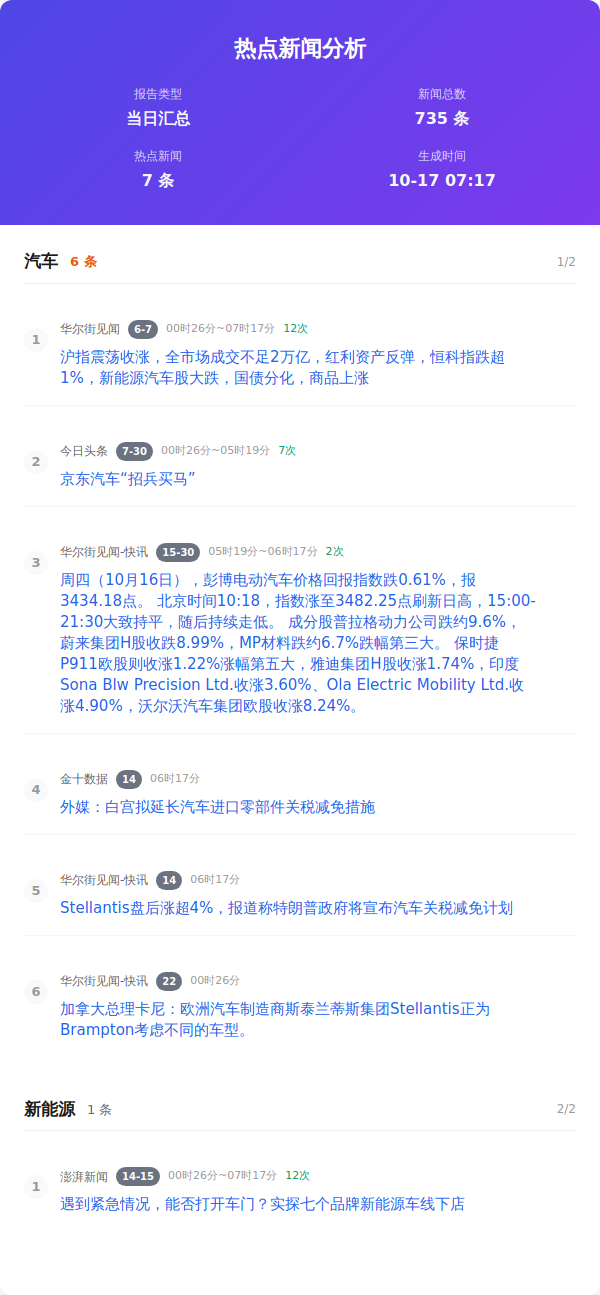 热点新闻分析
报告类型
当日汇总
新闻总数
735 条
热点新闻
7 条
生成时间
10-17 07:17
汽车 6 条 1/2
1
华尔街见闻 6-7 00时26分~07时17分 12次
沪指震荡收涨，全市场成交不足2万亿，红利资产反弹，恒科指跌超
1%，新能源汽车股大跌，国债分化，商品上涨
2
今日头条 7-30 00时26分~05时19分 7次
京东汽车“招兵买马”
3
华尔街见闻-快讯 15-30 05时19分~06时17分 2次
周四（10月16日），彭博电动汽车价格回报指数跌0.61%，报
3434.18点。 北京时间10:18，指数涨至3482.25点刷新日高，15:00-
21:30大致持平，随后持续走低。 成分股普拉格动力公司跌约9.6%，
蔚来集团H股收跌8.99%，MP材料跌约6.7%跌幅第三大。 保时捷
P911欧股则收涨1.22%涨幅第五大，雅迪集团H股收涨1.74%，印度
Sona Blw Precision Ltd.收涨3.60%、Ola Electric Mobility Ltd.收
涨4.90%，沃尔沃汽车集团欧股收涨8.24%。
4
金十数据 14 06时17分
外媒：白宫拟延长汽车进口零部件关税减免措施
5
华尔街见闻-快讯 14 06时17分
Stellantis盘后涨超4%，报道称特朗普政府将宣布汽车关税减免计划
6
华尔街见闻-快讯 22 00时26分
加拿大总理卡尼：欧洲汽车制造商斯泰兰蒂斯集团Stellantis正为
Brampton考虑不同的车型。
新能源 1 条 2/2
1
澎湃新闻 14-15 00时26分~07时17分 12次
遇到紧急情况，能否打开车门？实探七个品牌新能源车线下店